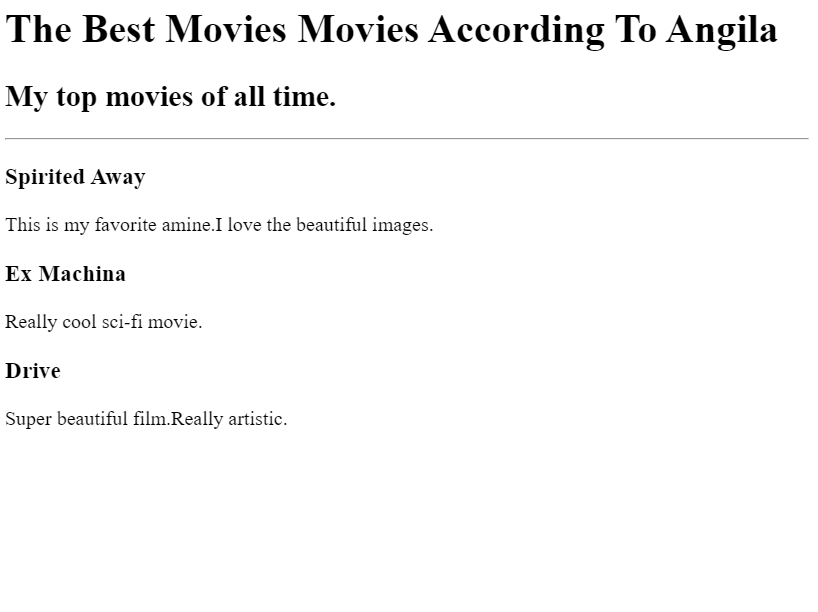 The Best Movies Movies According To Angila
My top movies of all time.
Spirited Away
This is my favorite amine.I love the beautiful images.
Ex Machina
Really cool sci-fi movie.
Drive
Super beautiful film.Really artistic.